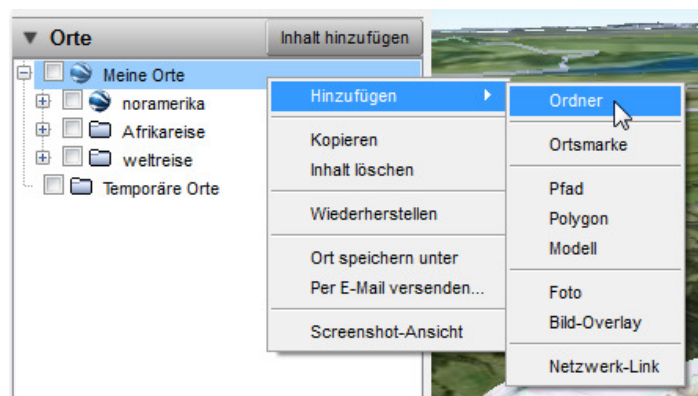 Orte
Inhalt hinzufügen
Meine Orte
noramerika
Afrikareise
weltreise
Temporäre Orte
Hinzufügen
Kopieren
Inhalt löschen
Wiederherstellen
Ort speichern unter
Per E-Mail versenden...
Screenshot-Ansicht
Ordner
Ortsmarke
Pfad
Polygon
Modell
Foto
Bild-Overlay
Netzwerk-Link